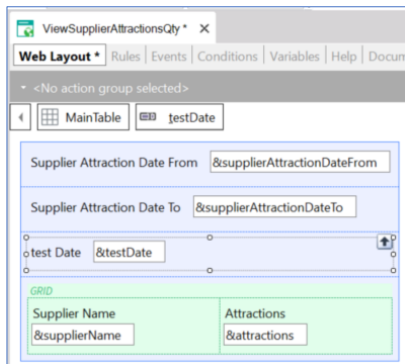 ViewSupplierAttractionsQty * ×
Web Layout * Rules Events Conditions Variables Help Docum
<No action group selected>
MainTable testDate
Supplier Attraction Date From &supplierAttractionDateFrom
Supplier Attraction Date To &supplierAttractionDateTo
test Date &testDate
GRID
Supplier Name Attractions
&supplierName &attractions